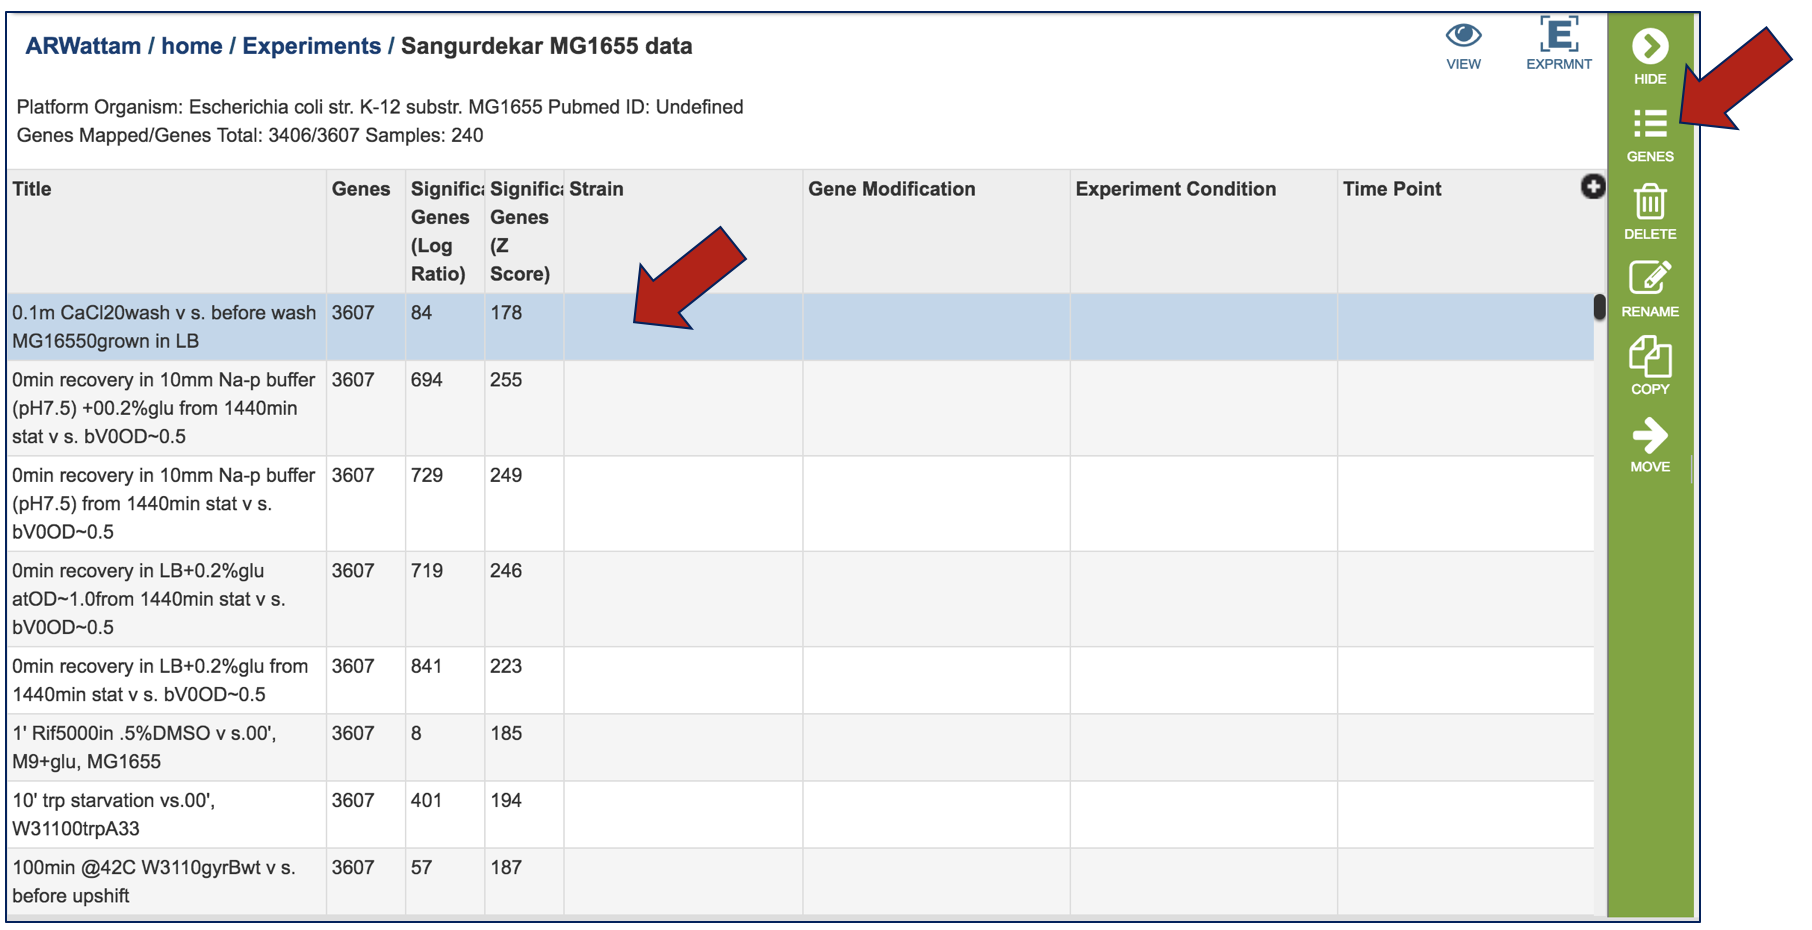 ARWattam / home / Experiments / Sangurdekar MG1655 data
VIEW
E
EXPRMNT
HIDE
Platform Organism: Escherichia coli str. K-12 substr. MG1655 Pubmed ID: Undefined
Genes Mapped/Genes Total: 3406/3607 Samples: 240
GENES
DELETE
RENAME
COPY
MOVE
Title
Genes
Significa
Genes
(Log
Ratio)
Significa
Genes
(Z
Score)
Strain
Gene Modification
Experiment Condition
Time Point
0.1m CaCl20wash v s. before wash 3607 84 178
MG16550grown in LB
0min recovery in 10mm Na-p buffer 3607 694 255
(pH7.5) +00.2%glu from 1440min
stat v s. bV0OD~0.5
0min recovery in 10mm Na-p buffer 3607 729 249
(pH7.5) from 1440min stat v s.
bV0OD~0.5
0min recovery in LB+0.2%glu 3607 719 246
atOD~1.0from 1440min stat v s.
bV0OD~0.5
0min recovery in LB+0.2%glu from 3607 841 223
1440min stat v s. bV0OD~0.5
1' Rif5000in .5%DMSO v s.00', 3607 8 185
M9+glu, MG1655
10' trp starvation vs.00', 3607 401 194
W31100trpA33
100min @42C W3110gyrBwt v s. 3607 57 187
before upshift